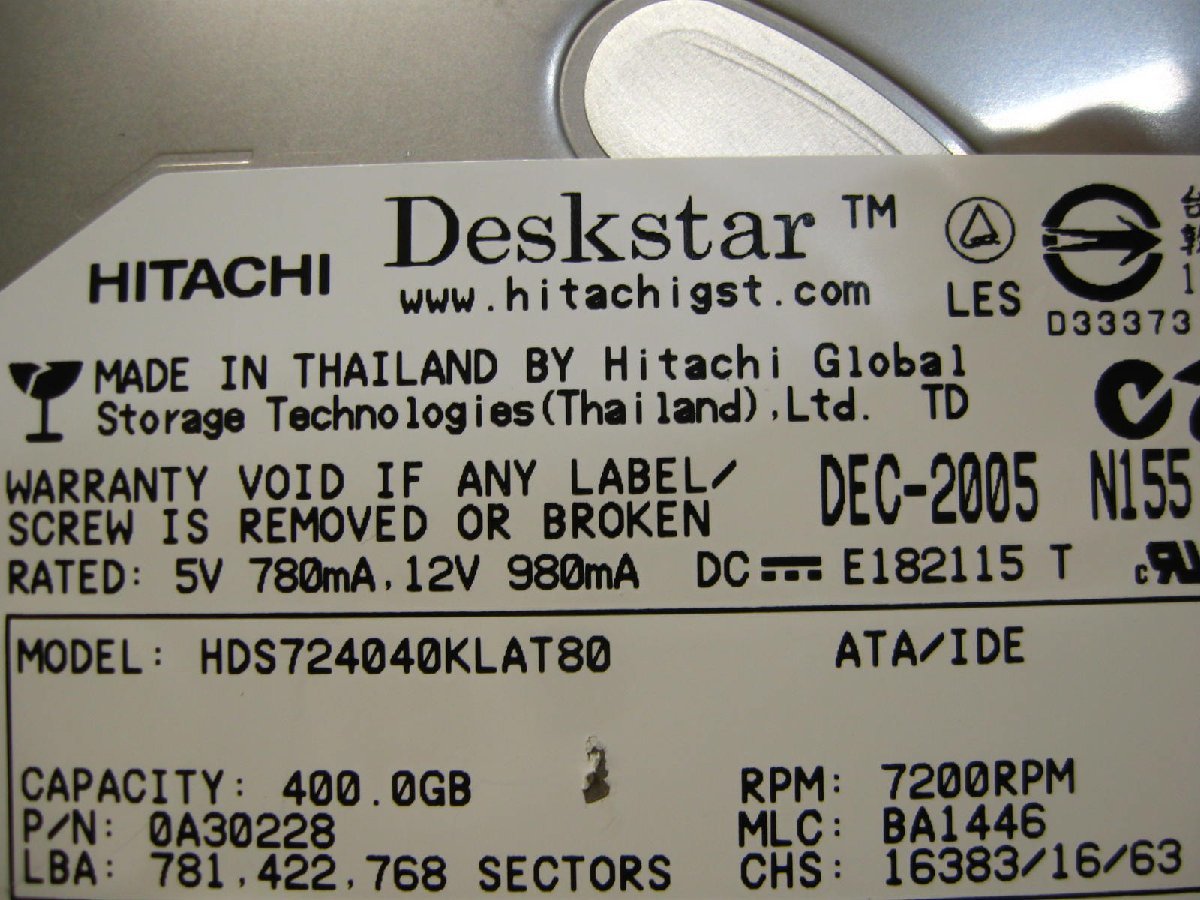 HITACHI Deskstar™
www.hitachigst.com
LES
D33373
MADE IN THAILAND BY Hitachi Global
Storage Technologies(Thailand),Ltd. TD
WARRANTY VOID IF ANY LABEL/
SCREW IS REMOVED OR BROKEN
DEC-2005 N155
RATED: 5V 780mA,12V 980mA DC E182115 T
MODEL: HDS724040KLAT80 ATA/IDE
CAPACITY: 400.0GB RPM: 7200RPM
P/N: 0A30228 MLC: BA1446
LBA: 781,422,768 SECTORS CHS: 16383/16/63